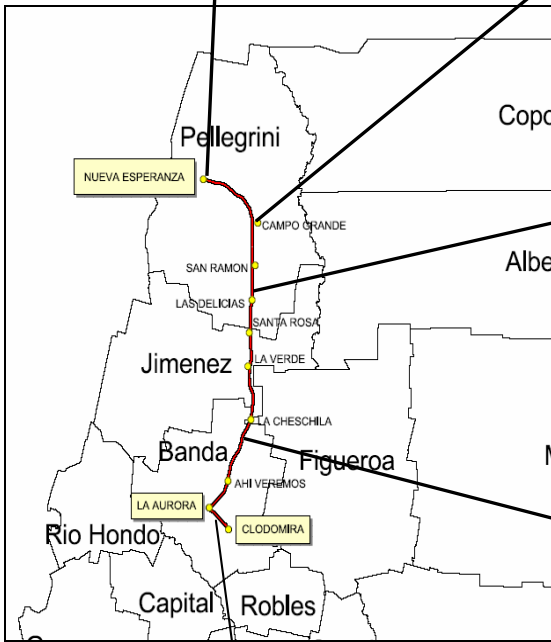 Copo
Pellegrini
NUEVA ESPERANZA
CAMPO GRANDE
Albe
SAN RAMON
LAS DELICIAS
SANTA ROSA
Jimenez
LA VERDE
LA CHESCHILA
Banda
Figueroa
AHI VEREMOS
LA AURORA
CLODOMIRA
Rio Hondo
Capital
Robles